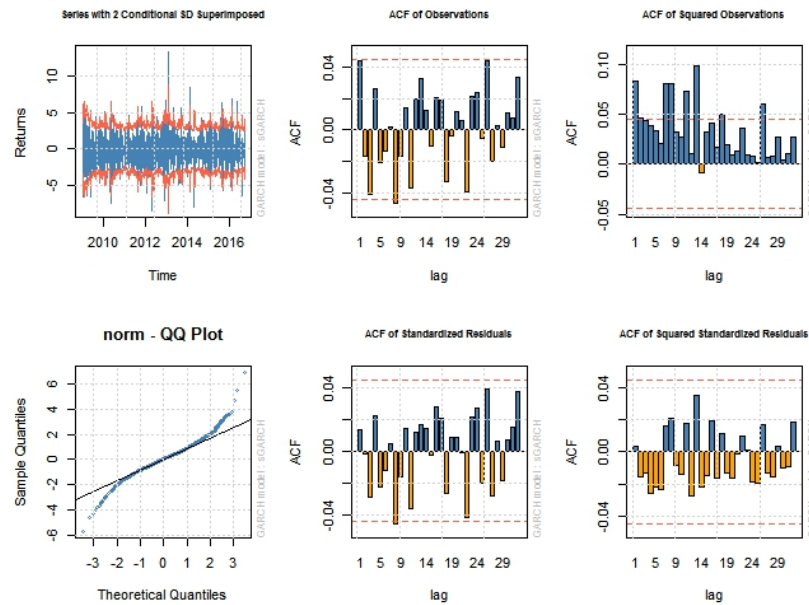 Series with 2 Conditional SD Superimposed
Returns
10
5
0
-5
2010 2012 2014 2016
Time
GARCH model : sGARCH
ACF of Observations
ACF
0.04
0.00
-0.04
1 5 9 14 19 24 29
lag
GARCH model : sGARCH
ACF of Squared Observations
ACF
0.10
0.05
0.00
-0.05
1 5 9 14 19 24 29
lag
GARCH model : sGARCH
norm - QQ Plot
Sample Quantiles
6
4
2
0
-2
-4
-6
-3 -2 -1 0 1 2 3
Theoretical Quantiles
GARCH model : sGARCH
ACF of Standardized Residuals
ACF
0.04
0.00
-0.04
1 5 9 14 19 24 29
lag
GARCH model : sGARCH
ACF of Squared Standardized Residuals
ACF
0.04
0.00
-0.04
1 5 9 14 19 24 29
lag
GARCH model : sGARCH